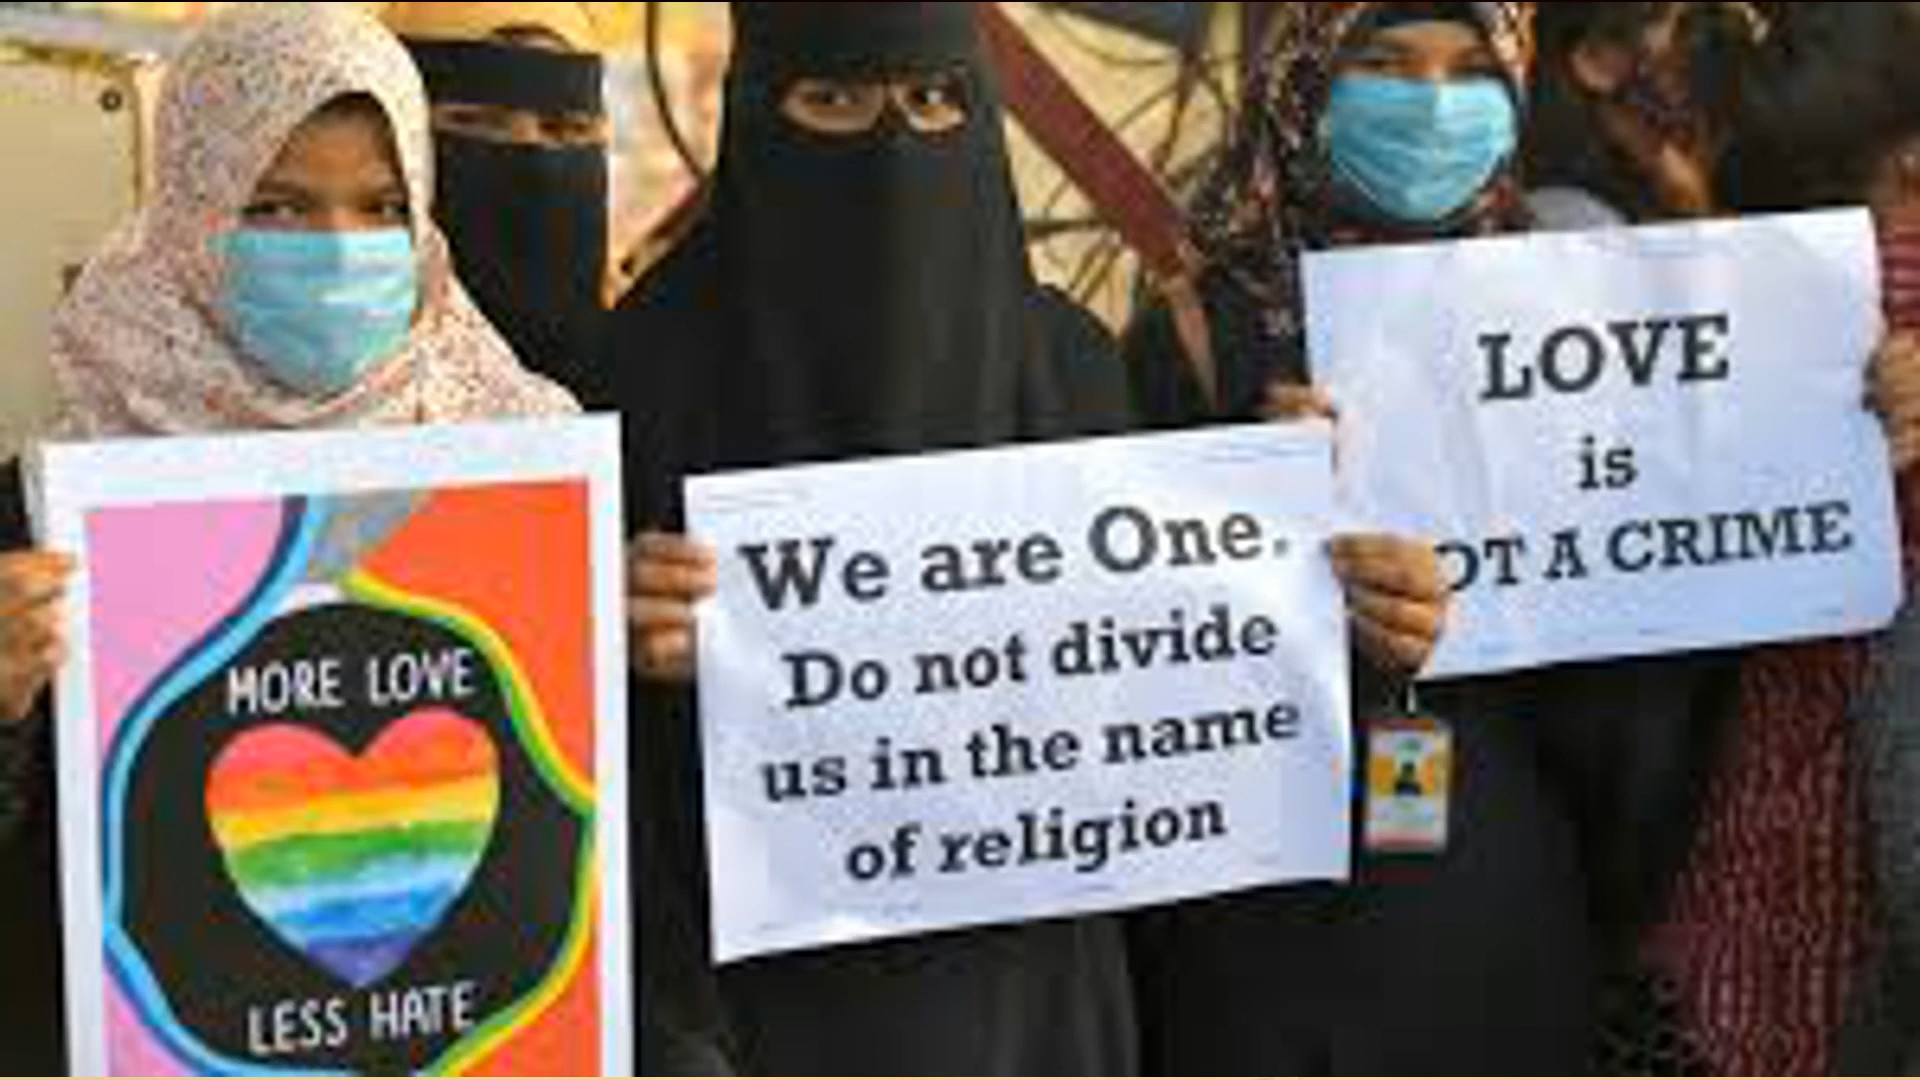 MORE LOVE
LESS HATE
We are One.
Do not divide
us in the name
of religion
LOVE
is
OT A CRIME